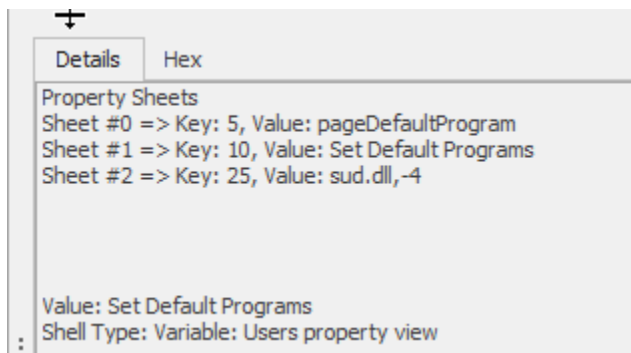 Details Hex
Property Sheets
Sheet #0 => Key: 5, Value: pageDefaultProgram
Sheet #1 => Key: 10, Value: Set Default Programs
Sheet #2 => Key: 25, Value: sud.dll,-4
Value: Set Default Programs
Shell Type: Variable: Users property view